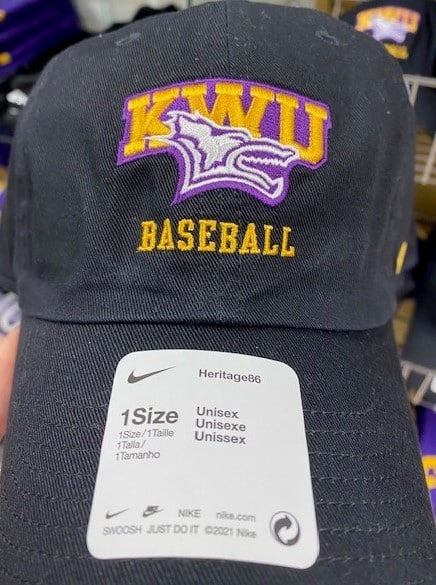 KWU
BASEBALL
Heritage86
1Size
1Size/1Taille
1Talla/
1Tamanho
Unisex
Unisexe
Unissex
NIKE nike.com
SWOOSH JUST DO IT ©2021 Nike
BASEBALL